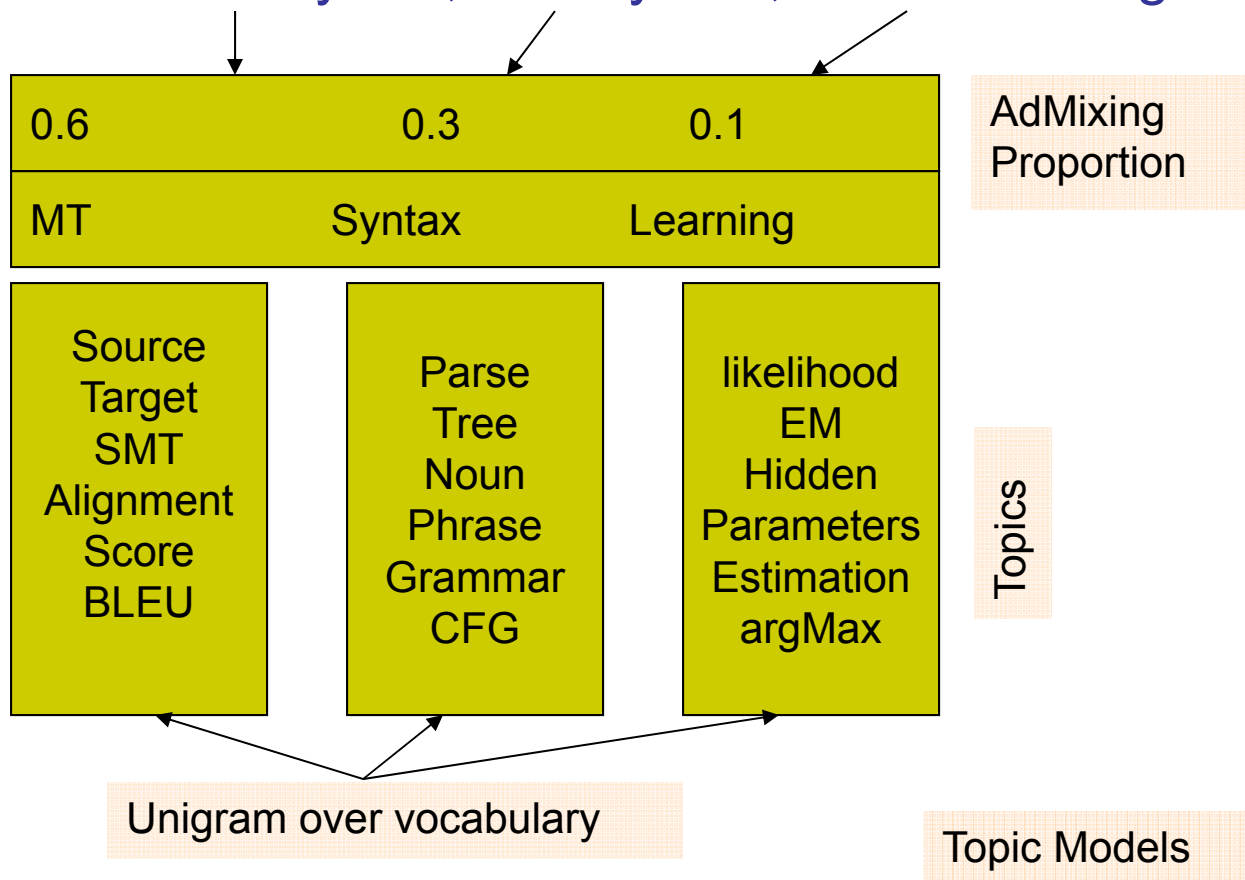 0.6 0.3 0.1
AdMixing
Proportion
MT Syntax Learning
Source
Target
SMT
Alignment
Score
BLEU
Parse
Tree
Noun
Phrase
Grammar
CFG
likelihood
EM
Hidden
Parameters
Estimation
argMax
Topics
Unigram over vocabulary
Topic Models